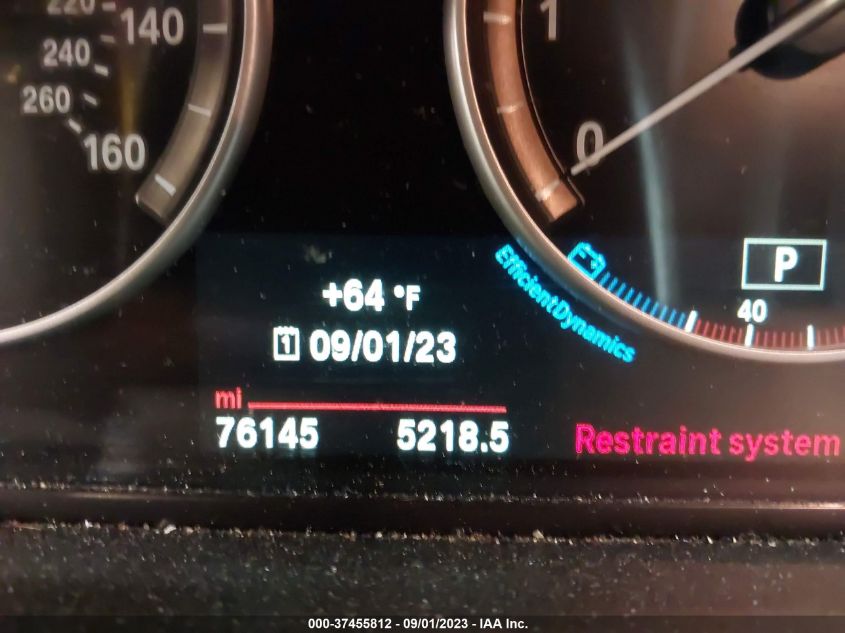 220
140
240
260
160
1
0
P
+64 °F
1 09/01/23
EfficientDynamics
40
mi
76145 5218.5
Restraint system
000-37455812 - 09/01/2023 - IAA Inc.